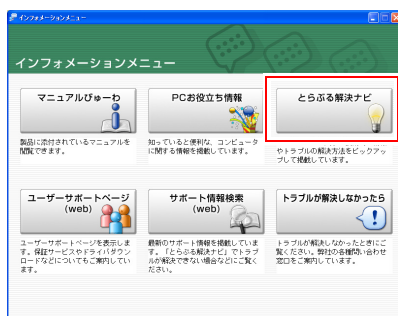 インフォメーションメニュー
インフォメーションメニュー
マニュアルびゅーわ
製品に添付されているマニュアルを
閲覧できます。
PCお役立ち情報
知っていると便利な、コンピュータ
に関する情報を掲載しています。
とらぶる解決ナビ
やトラブルの解決方法をピックアッ
プして掲載しています。
ユーザーサポートページ
(web)
ユーザーサポートページを表示しま
す。保証サービスやドライバダウン
ロードなどについてもご案内してい
ます。
サポート情報検索
(web)
最新のサポート情報を掲載していま
す。「とらぶる解決ナビ」でトラブ
ルが解決できない場合などにご覧く
ださい。
トラブルが解決しなかったら
トラブルが解決しなかったときにご
覧ください。弊社の各種問い合わせ
窓口をご案内しています。